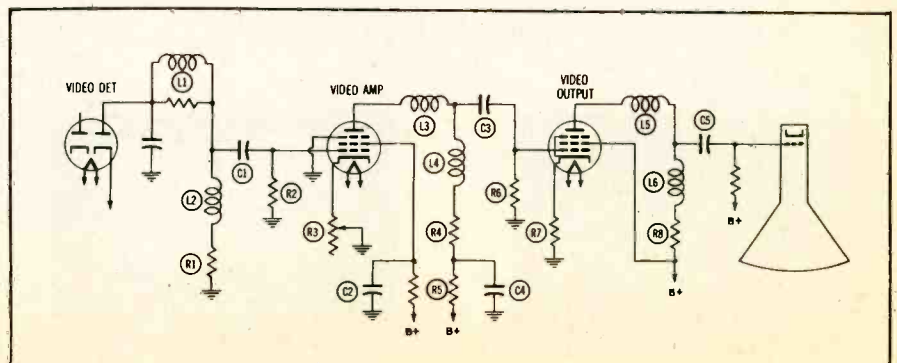 VIDEO DET
L1
L2
R1
C1
R2
VIDEO AMP
R3
C2
L3
L4
R4
R5
B+
B+
C4
C3
R6
VIDEO
OUTPUT
R7
L5
L6
R8
B+
C5
B+